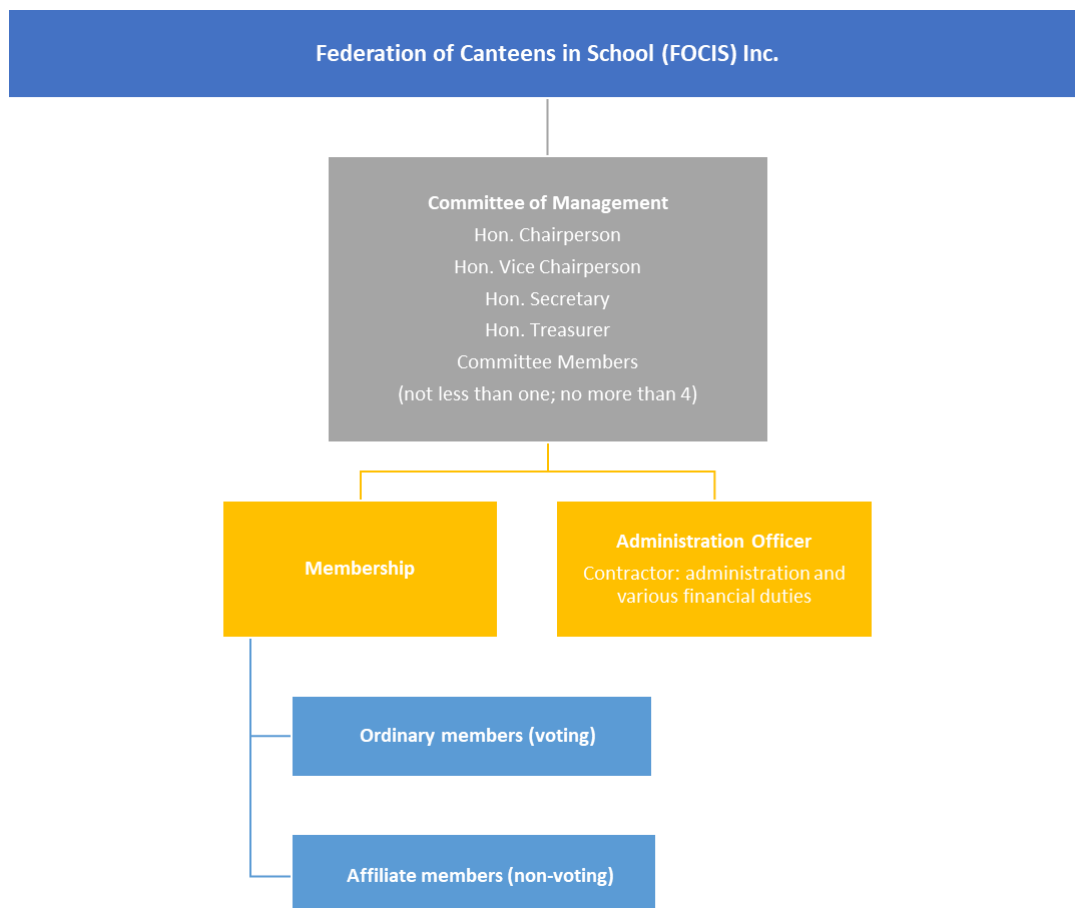 Federation of Canteens in School (FOCIS) Inc.
Committee of Management
Hon. Chairperson
Hon. Vice Chairperson
Hon. Secretary
Hon. Treasurer
Committee Members
(not less than one; no more than 4)
Membership
Administration Officer
Contractor: administration and
various financial duties
Ordinary members (voting)
Affiliate members (non-voting)